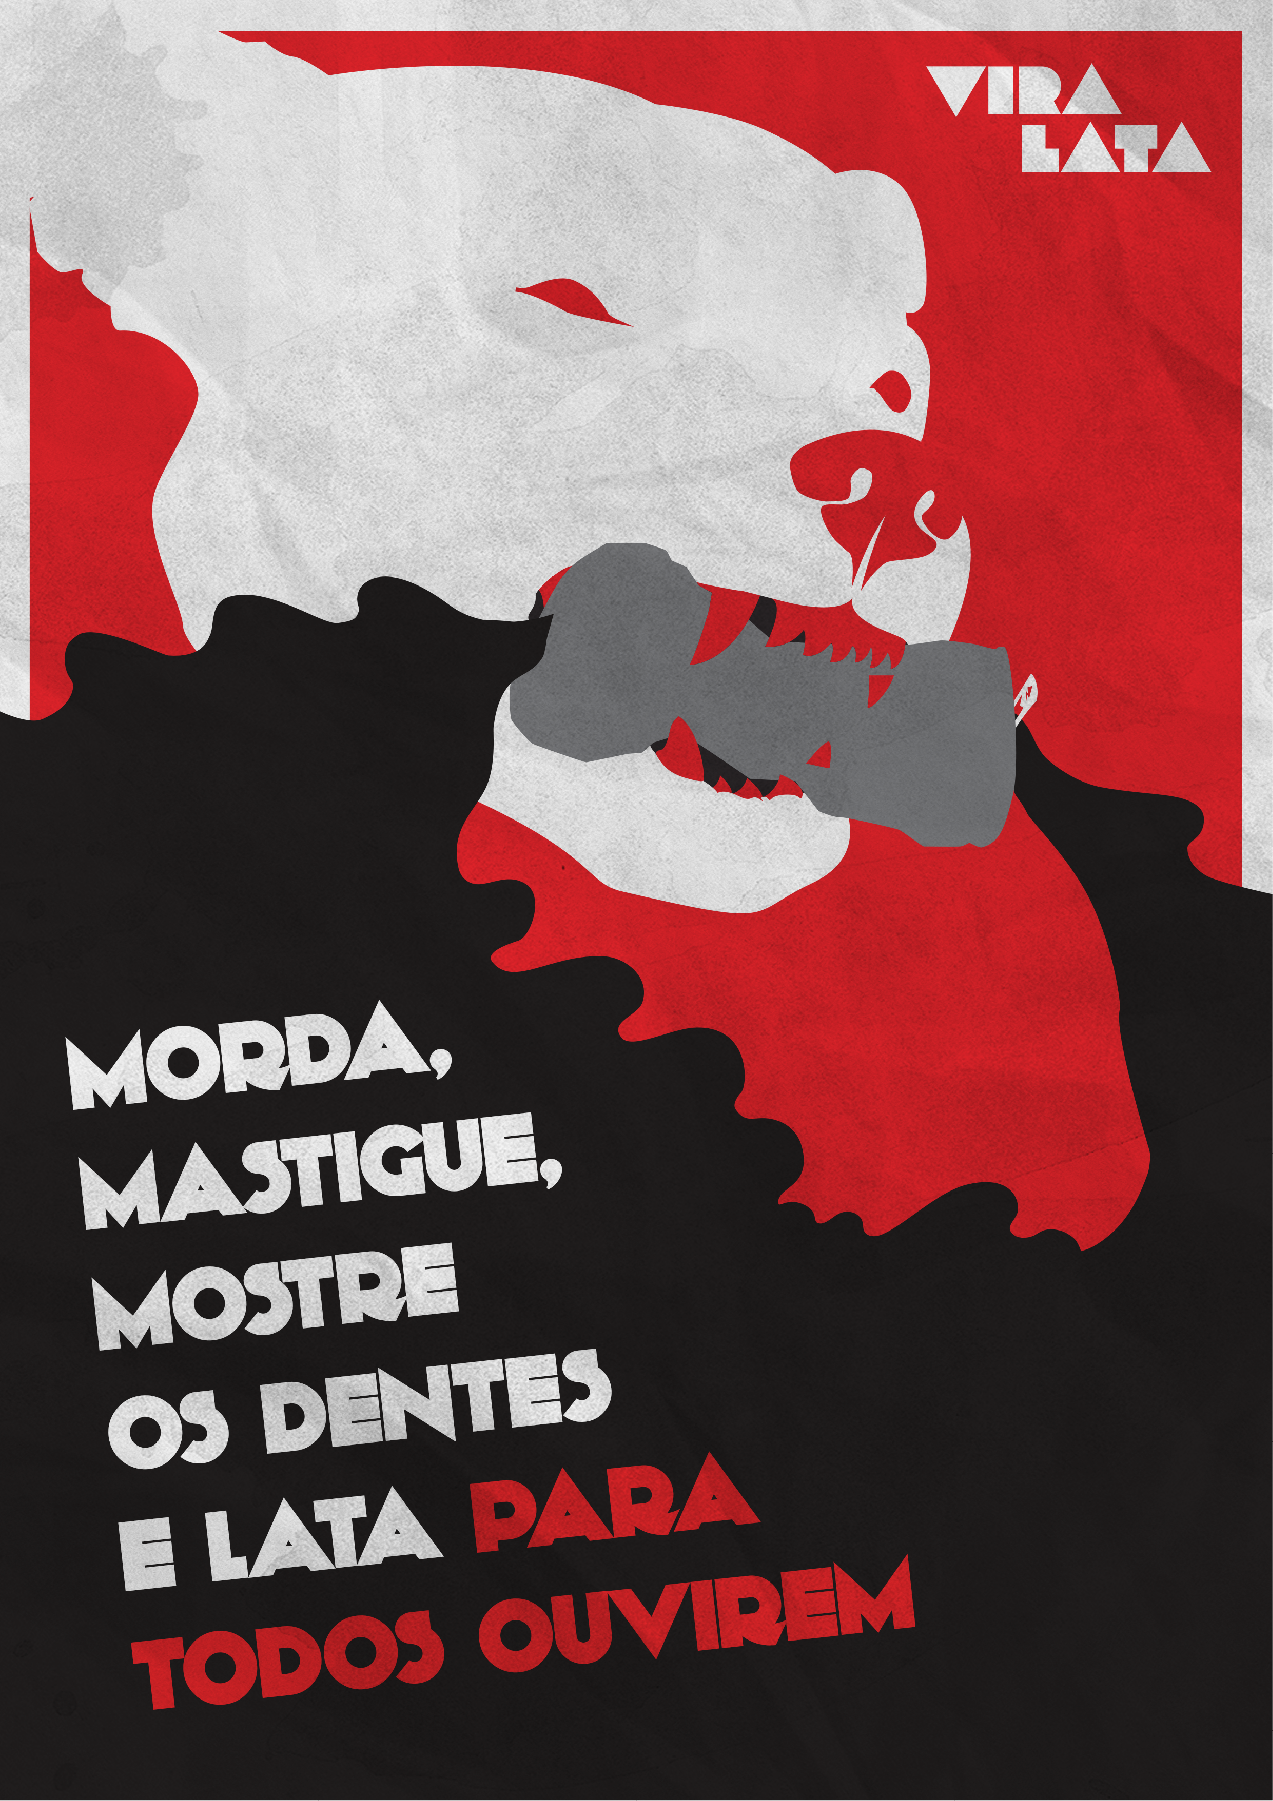 VIRA
LATA
MORDA,
MASTIGUE,
MOSTRE
OS DENTES
E LATA PARA
TODOS OUVIREM